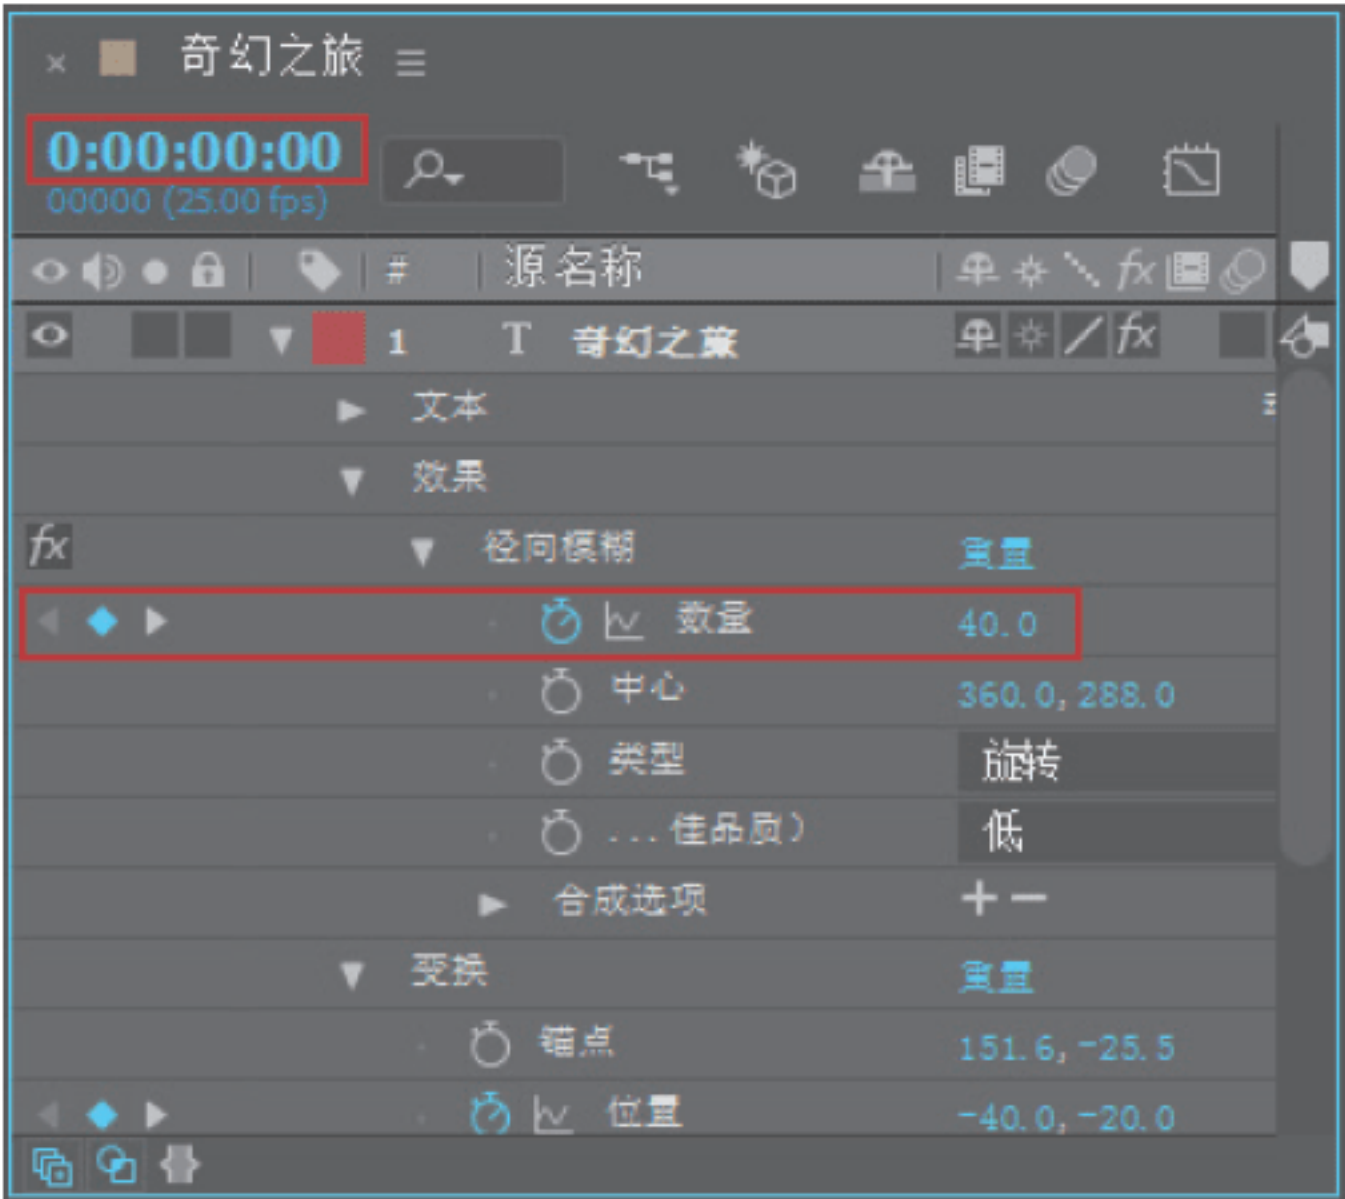 奇幻之旅
0:00:00:00
00000 (25.00 fps)
# 源名称 fx
1 T 奇幻之旅 fx
文本
效果
fx 径向模糊 重置
数量 40.0
中心 360.0, 288.0
类型 旋转
...佳品质) 低
合成选项 + −
变换 重置
锚点 151.6, -25.5
位置 -40.0, -20.0